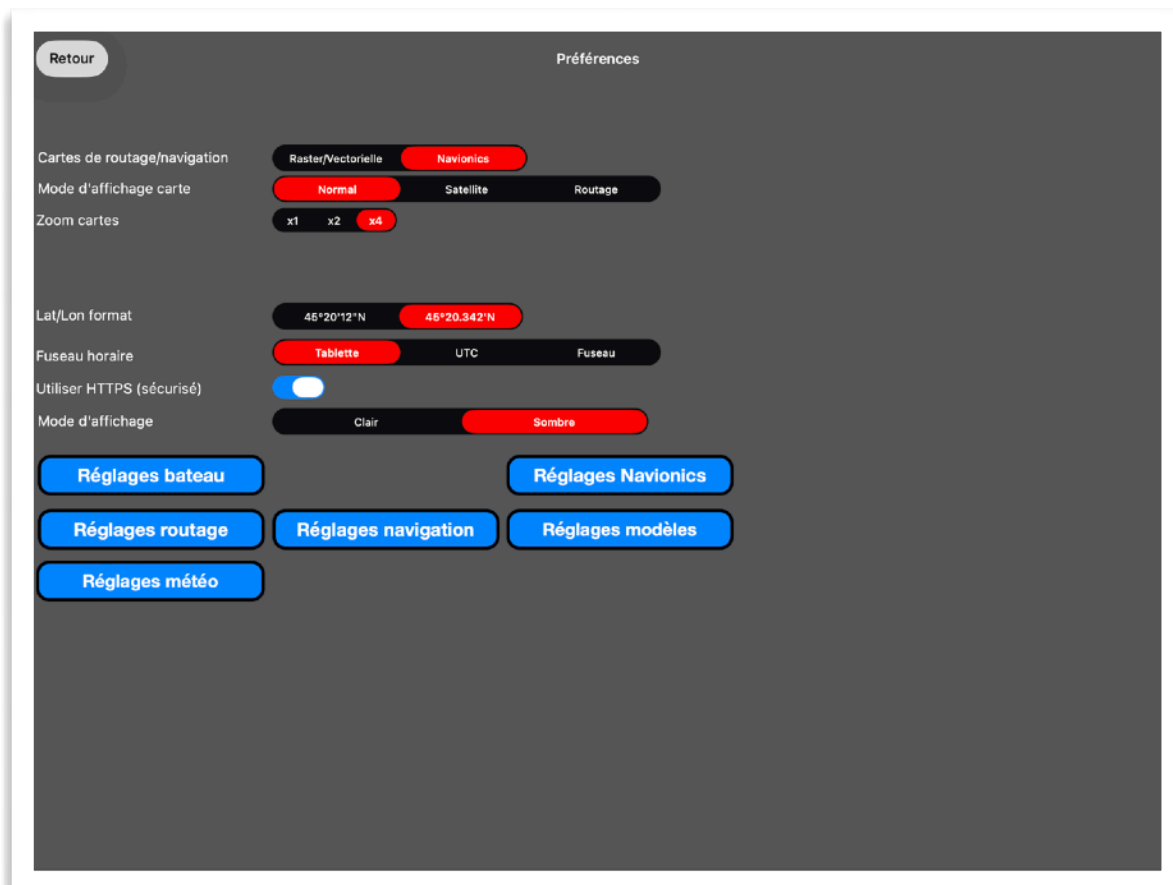 Retour
Préférences
Cartes de routage/navigation Raster/Vectorielle Navionics
Mode d'affichage carte Normal Satellite Routage
Zoom cartes x1 x2 x4
Lat/Lon format 45°20'12"N 45°20.342'N
Fuseau horaire Tablette UTC Fuseau
Utiliser HTTPS (sécurisé)
Mode d'affichage Clair Sombre
Réglages bateau Réglages Navionics
Réglages routage Réglages navigation Réglages modèles
Réglages météo